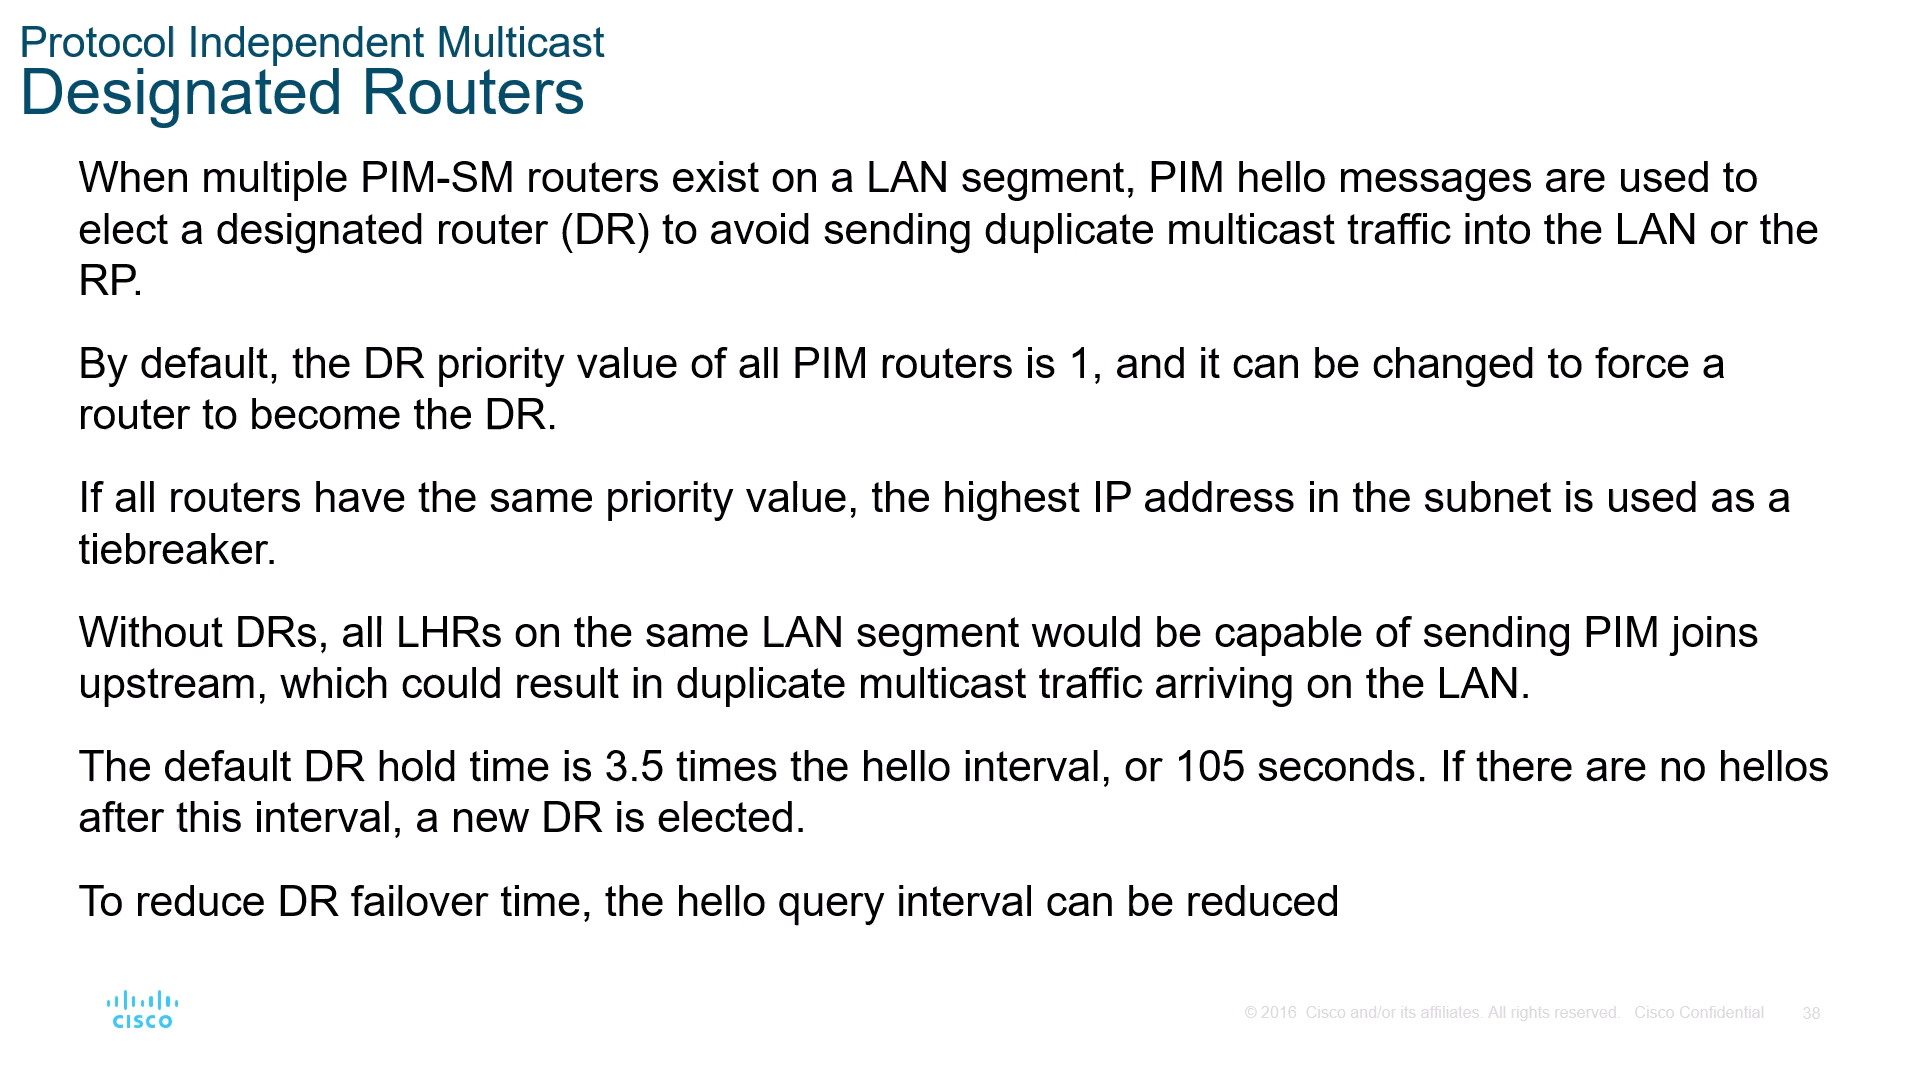 Protocol Independent Multicast
Designated Routers
When multiple PIM-SM routers exist on a LAN segment, PIM hello messages are used to
elect a designated router (DR) to avoid sending duplicate multicast traffic into the LAN or the
RP.
By default, the DR priority value of all PIM routers is 1, and it can be changed to force a
router to become the DR.
If all routers have the same priority value, the highest IP address in the subnet is used as a
tiebreaker.
Without DRs, all LHRs on the same LAN segment would be capable of sending PIM joins
upstream, which could result in duplicate multicast traffic arriving on the LAN.
The default DR hold time is 3.5 times the hello interval, or 105 seconds. If there are no hellos
after this interval, a new DR is elected.
To reduce DR failover time, the hello query interval can be reduced
CISCO
© 2016 Cisco and/or its affiliates. All rights reserved. Cisco Confidential 38